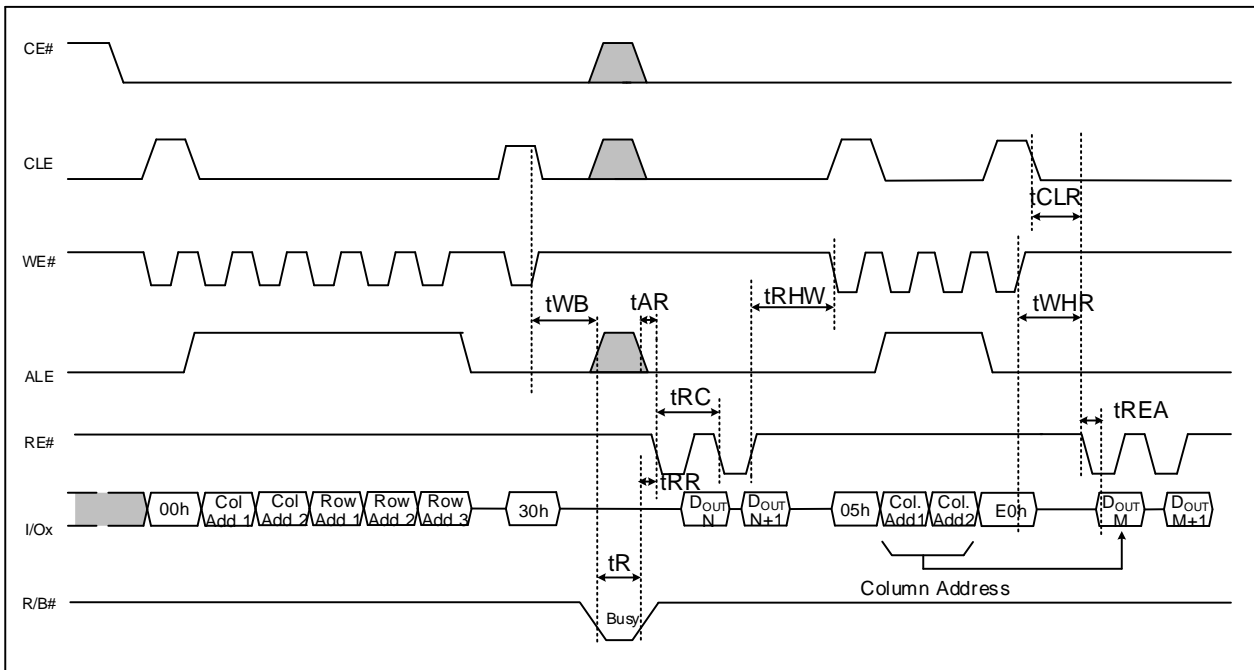 CE#
CLE
tCLR
WE#
tWB
tAR
tRHW
tWHR
ALE
tRC
tREA
RE#
tRR
I/Ox
00h
Col
Add.1
Col
Add.2
Row
Add.1
Row
Add.2
Row
Add.3
30h
DOUT
N
DOUT
N+1
05h
Col.
Add1
Col.
Add2
E0h
DOUT
M
DOUT
M+1
tR
Column Address
R/B#
Busy